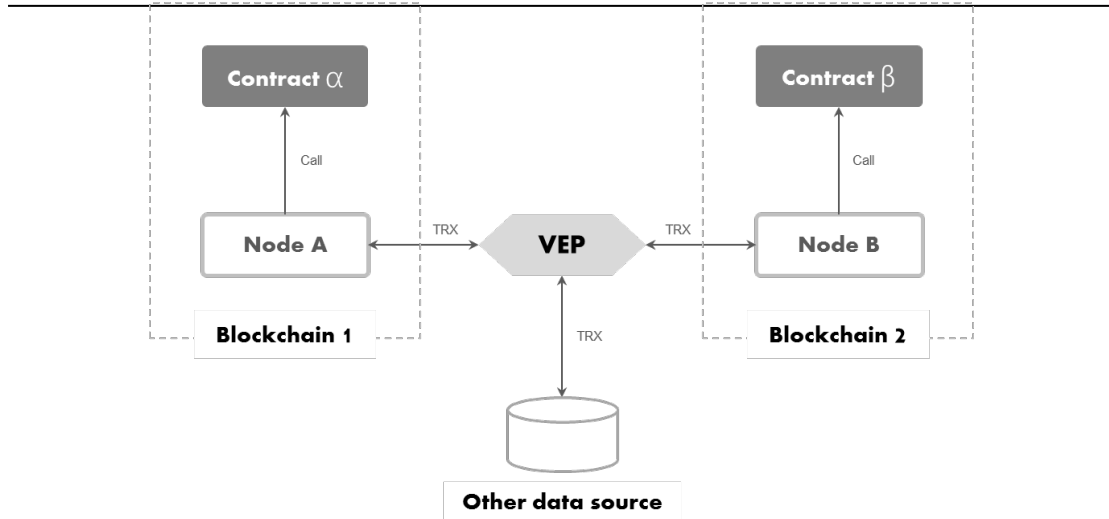 Contract α
Contract β
Call
Call
Node A
TRX
VEP
TRX
Node B
Blockchain 1
TRX
Blockchain 2
Other data source